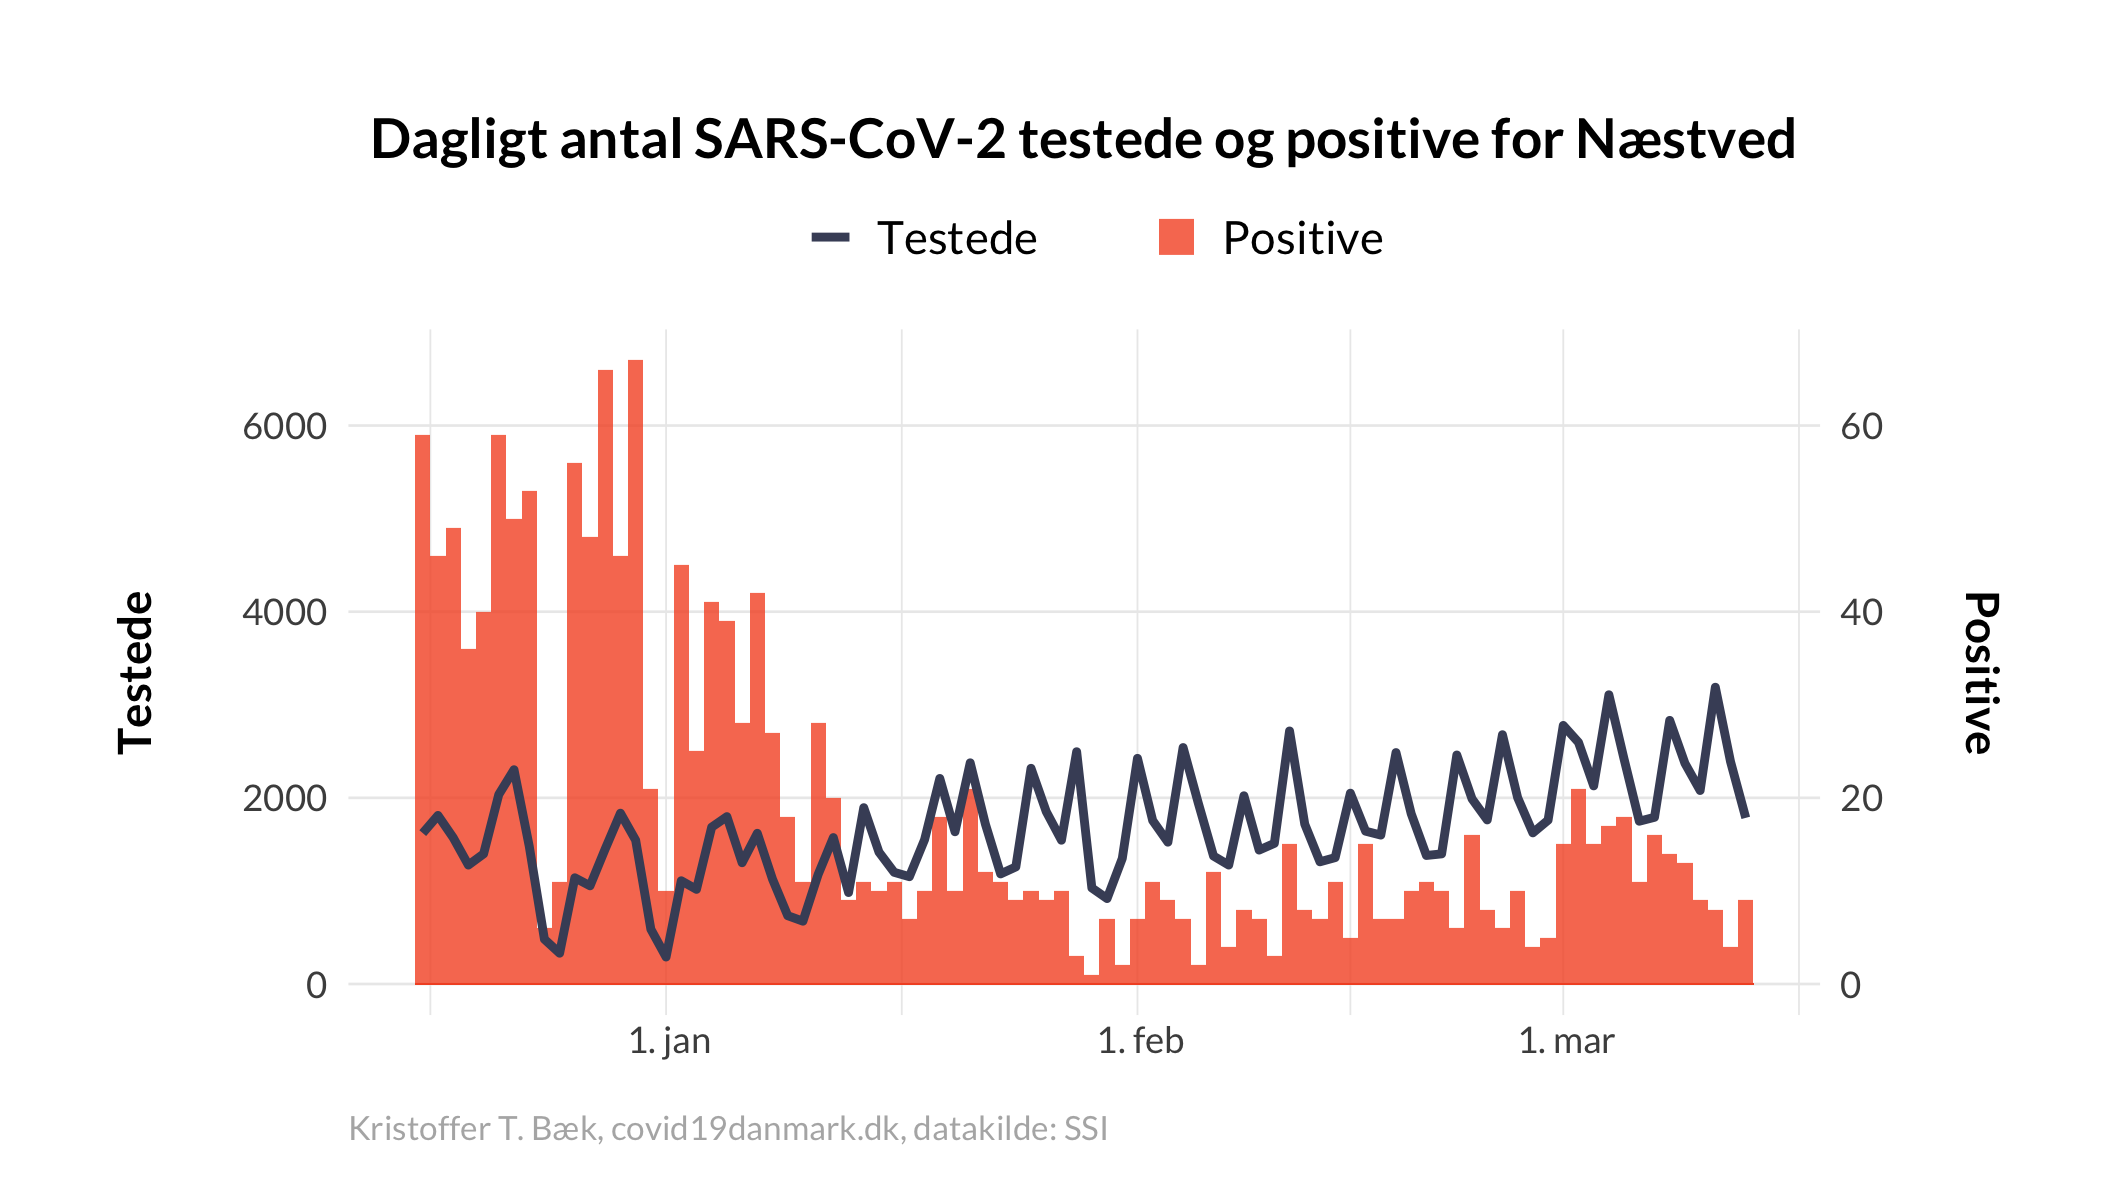 Dagligt antal SARS-CoV-2 testede og positive for Næstved
Testede
Positive
6000
4000
2000
0
60
40
20
0
Testede
Positive
1. jan
1. feb
1. mar
Kristoffer T. Bæk, covid19danmark.dk, datakilde: SSI